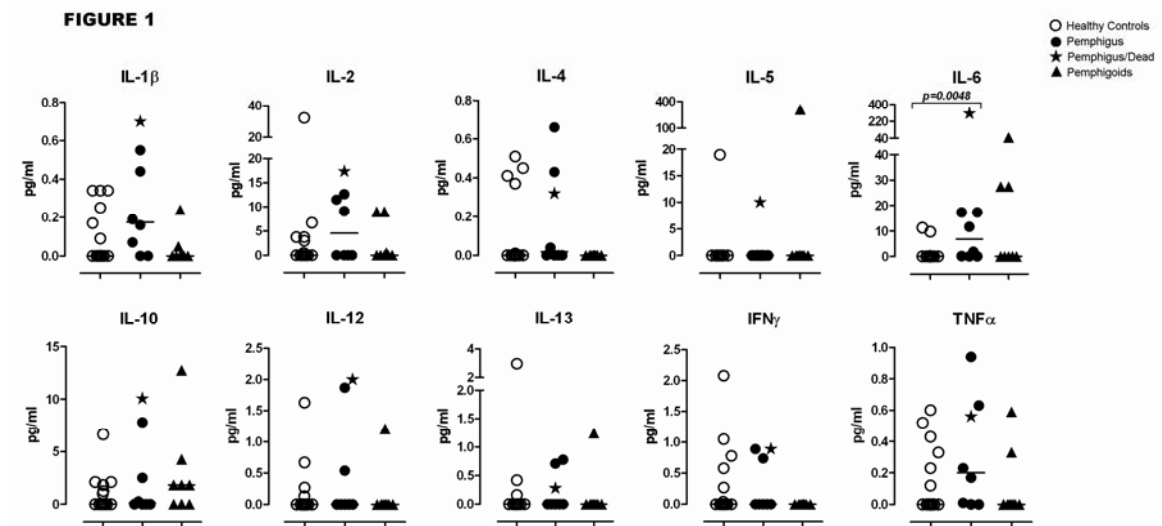 FIGURE 1
Healthy Controls
Pemphigus
Pemphigus/Dead
Pemphigoids
IL-1β
IL-2
IL-4
IL-5
IL-6
pg/ml
0.8
0.6
0.4
0.2
0.0
pg/ml
40
20
20
15
10
5
0
pg/ml
0.8
0.6
0.4
0.2
0.0
pg/ml
400
100
20
15
10
5
0
pg/ml
400
220
40
40
30
20
10
0
p=0.0048
IL-10
IL-12
IL-13
IFNγ
TNFα
pg/ml
15
10
5
0
pg/ml
2.5
2.0
1.5
1.0
0.5
0.0
pg/ml
4
2
2.0
1.5
1.0
0.5
0.0
pg/ml
2.5
2.0
1.5
1.0
0.5
0.0
pg/ml
1.0
0.8
0.6
0.4
0.2
0.0